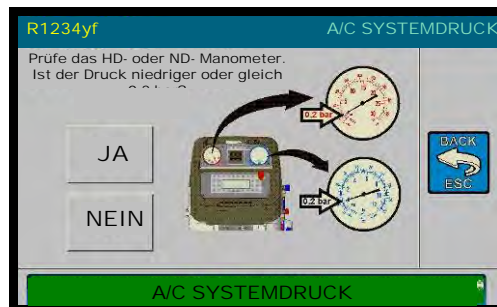 R1234yf
A/C SYSTEMDRUCK
Prüfe das HD- oder ND- Manometer.
Ist der Druck niedriger oder gleich
0.2 bar
JA
0.2 bar
BACK
ESC
NEIN
A/C SYSTEMDRUCK